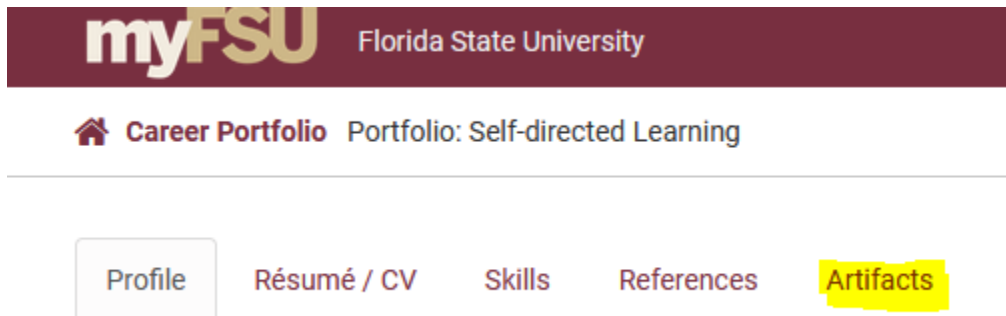 myFSU Florida State University
Career Portfolio Portfolio: Self-directed Learning
Profile Résumé / CV Skills References Artifacts